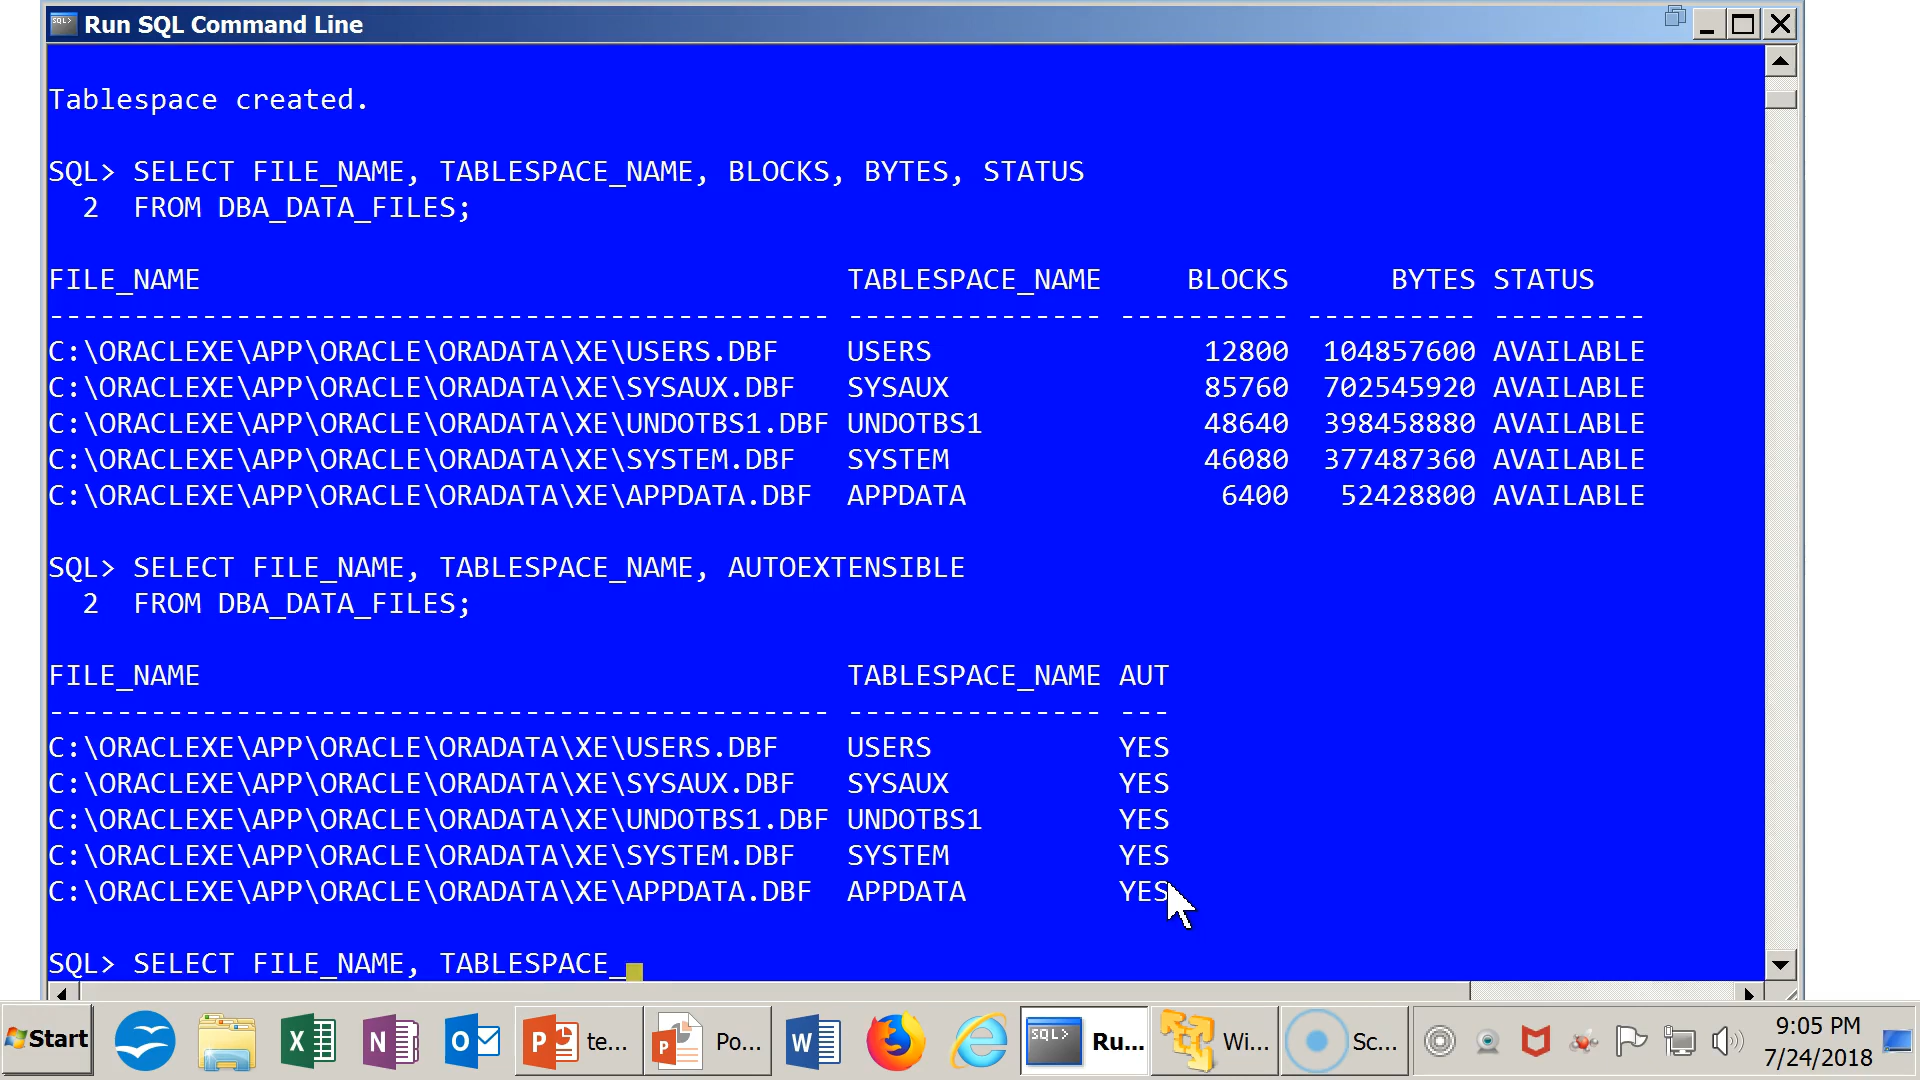 Run SQL Command Line
Tablespace created.
SQL> SELECT FILE_NAME, TABLESPACE_NAME, BLOCKS, BYTES, STATUS
  2  FROM DBA_DATA_FILES;
FILE_NAME                                      TABLESPACE_NAME     BLOCKS      BYTES STATUS
---------------------------------------------- --------------- ---------- ---------- ---------
C:\ORACLEXE\APP\ORACLE\ORADATA\XE\USERS.DBF    USERS                12800  104857600 AVAILABLE
C:\ORACLEXE\APP\ORACLE\ORADATA\XE\SYSAUX.DBF   SYSAUX               85760  702545920 AVAILABLE
C:\ORACLEXE\APP\ORACLE\ORADATA\XE\UNDOTBS1.DBF UNDOTBS1             48640  398458880 AVAILABLE
C:\ORACLEXE\APP\ORACLE\ORADATA\XE\SYSTEM.DBF   SYSTEM               46080  377487360 AVAILABLE
C:\ORACLEXE\APP\ORACLE\ORADATA\XE\APPDATA.DBF  APPDATA               6400   52428800 AVAILABLE
SQL> SELECT FILE_NAME, TABLESPACE_NAME, AUTOEXTENSIBLE
  2  FROM DBA_DATA_FILES;
FILE_NAME                                      TABLESPACE_NAME AUT
---------------------------------------------- --------------- ---
C:\ORACLEXE\APP\ORACLE\ORADATA\XE\USERS.DBF    USERS           YES
C:\ORACLEXE\APP\ORACLE\ORADATA\XE\SYSAUX.DBF   SYSAUX          YES
C:\ORACLEXE\APP\ORACLE\ORADATA\XE\UNDOTBS1.DBF UNDOTBS1        YES
C:\ORACLEXE\APP\ORACLE\ORADATA\XE\SYSTEM.DBF   SYSTEM          YES
C:\ORACLEXE\APP\ORACLE\ORADATA\XE\APPDATA.DBF  APPDATA         YES
SQL> SELECT FILE_NAME, TABLESPACE_
Start te... Po... Ru... Wi... Sc... 9:05 PM
7/24/2018